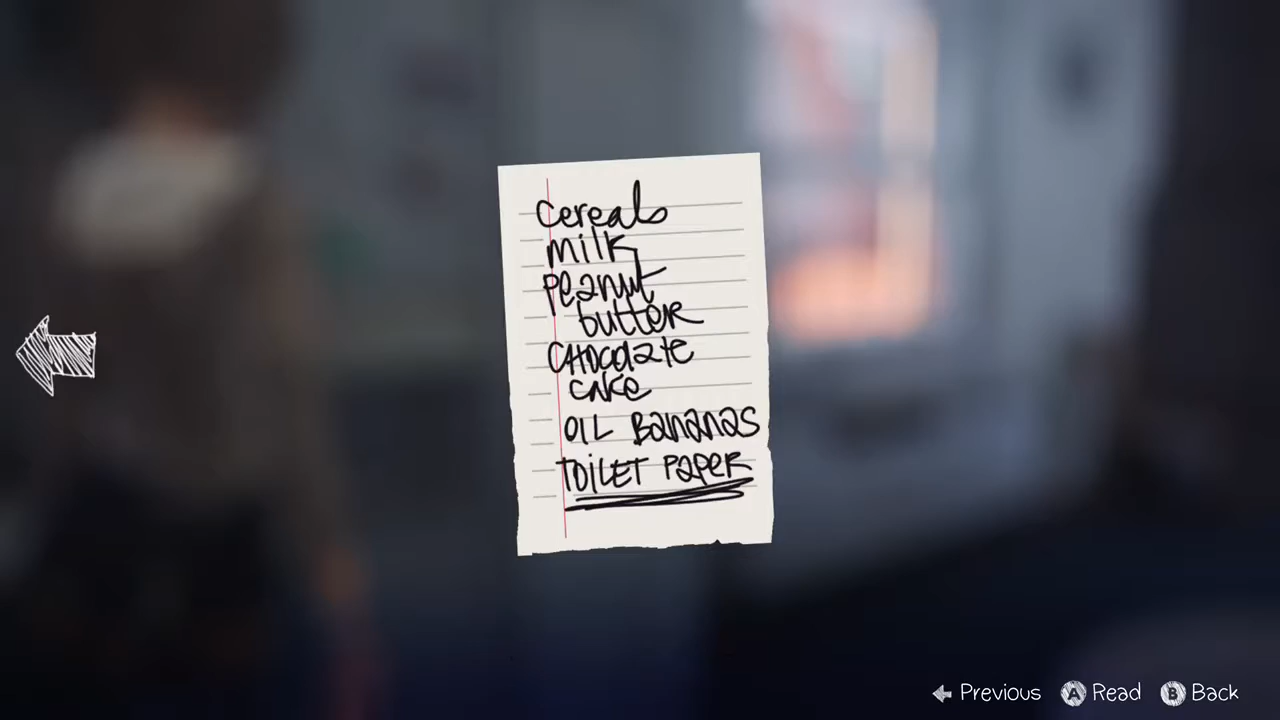 cereals
milk
peanut
butter
CHocolate
cake
OIL Bananas
TOILET PAPER
Previous A Read B Back